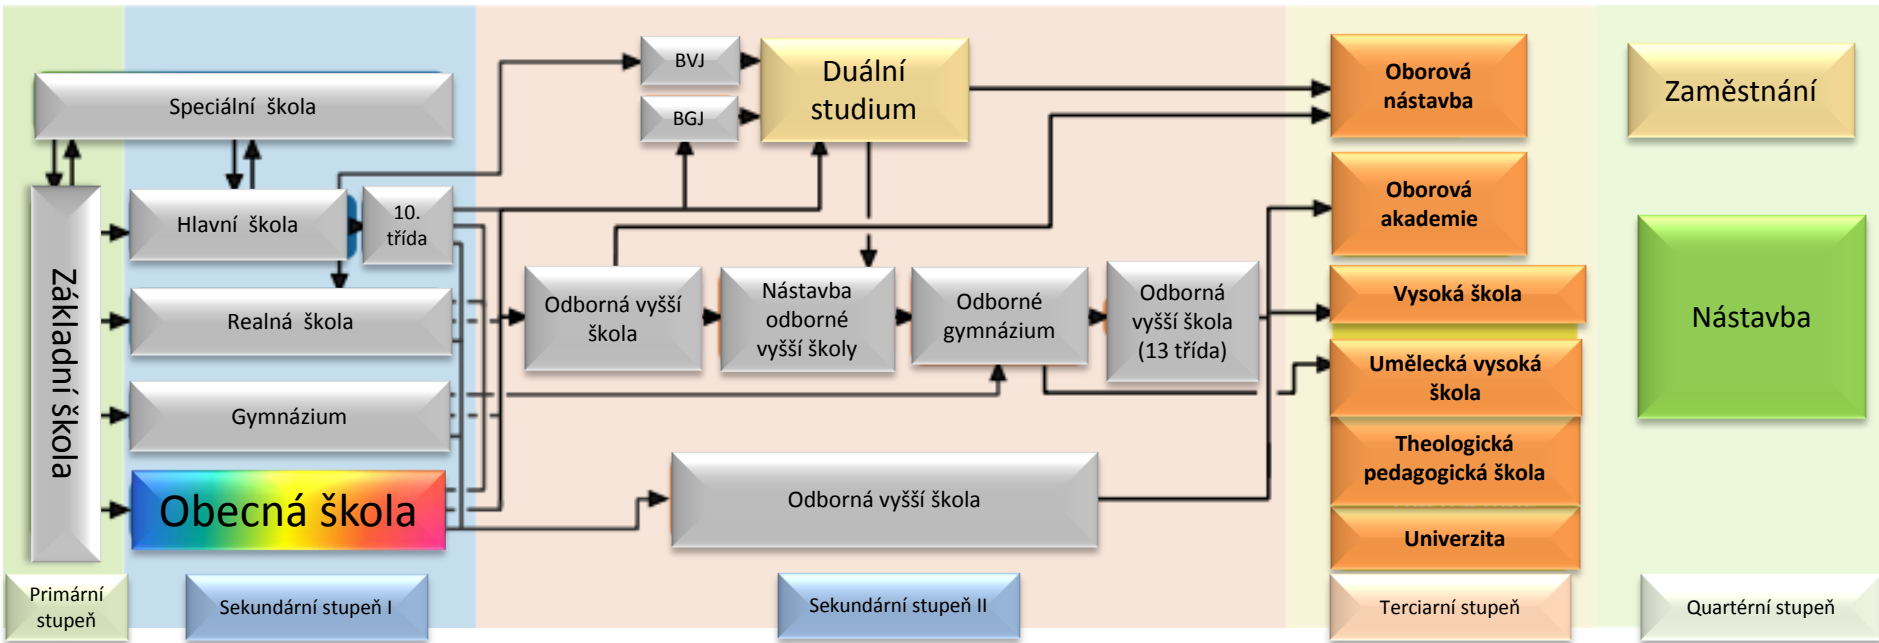 Speciální škola
Základní škola
Hlavní škola
10.
třída
Realná škola
Gymnázium
Obecná škola
BVJ
BGJ
Duální
studium
Odborná vyšší
škola
Nástavba
odborné
vyšší školy
Odborné
gymnázium
Odborná
vyšší škola
(13 třída)
Odborná vyšší škola
Oborová
nástavba
Oborová
akademie
Vysoká škola
Umělecká vysoká
škola
Theologická
pedagogická škola
Univerzita
Zaměstnání
Nástavba
Primární
stupeň
Sekundární stupeň I
Sekundární stupeň II
Terciarní stupeň
Quartérní stupeň